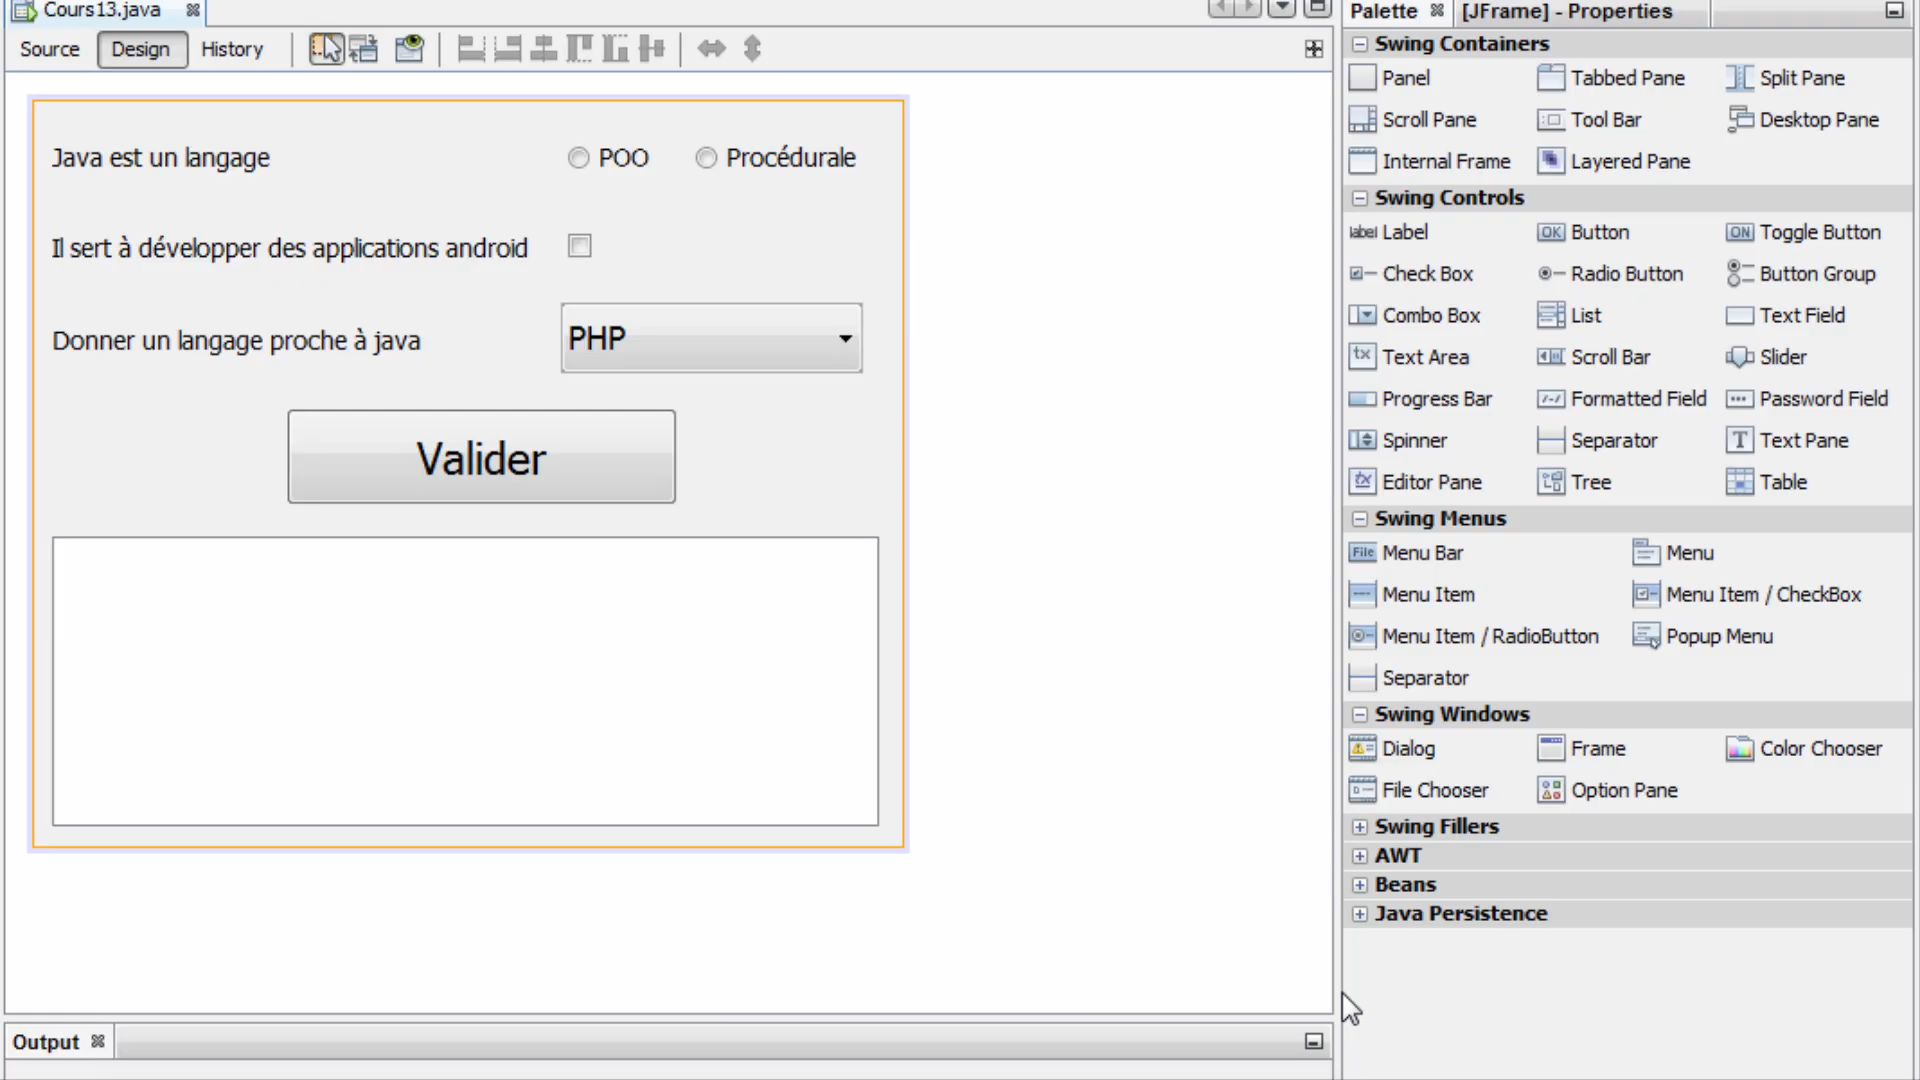 Cours13.java
Source Design History
Java est un langage POO Procédurale
Il sert à développer des applications android
Donner un langage proche à java PHP
Valider
Output
Palette [JFrame] - Properties
Swing Containers
Panel Tabbed Pane Split Pane
Scroll Pane Tool Bar Desktop Pane
Internal Frame Layered Pane
Swing Controls
label Label OK Button ON Toggle Button
Check Box Radio Button Button Group
Combo Box List Text Field
tx Text Area Scroll Bar Slider
Progress Bar Formatted Field Password Field
Spinner Separator T Text Pane
Editor Pane Tree Table
Swing Menus
File Menu Bar Menu
Menu Item Menu Item / CheckBox
Menu Item / RadioButton Popup Menu
Separator
Swing Windows
Dialog Frame Color Chooser
File Chooser Option Pane
Swing Fillers
AWT
Beans
Java Persistence